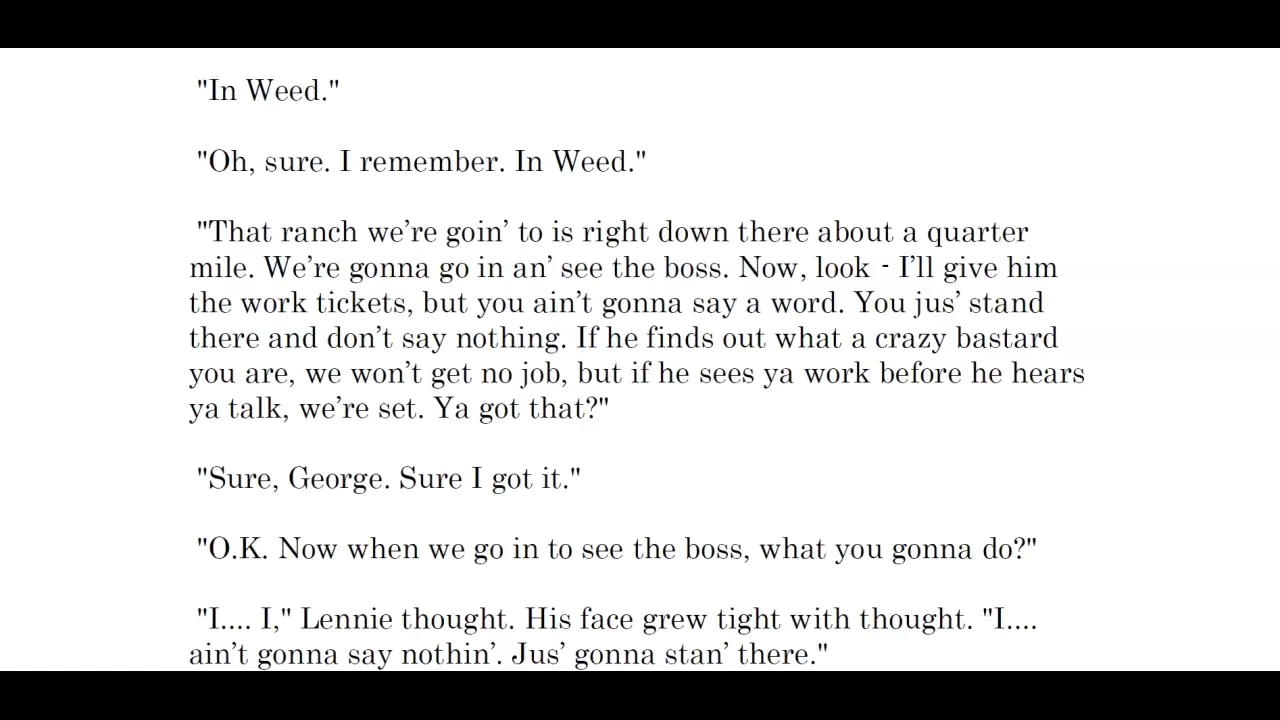 "In Weed."
"Oh, sure. I remember. In Weed."
"That ranch we’re goin’ to is right down there about a quarter
mile. We’re gonna go in an’ see the boss. Now, look - I’ll give him
the work tickets, but you ain’t gonna say a word. You jus’ stand
there and don’t say nothing. If he finds out what a crazy bastard
you are, we won’t get no job, but if he sees ya work before he hears
ya talk, we’re set. Ya got that?"
"Sure, George. Sure I got it."
"O.K. Now when we go in to see the boss, what you gonna do?"
"I.... I," Lennie thought. His face grew tight with thought. "I....
ain’t gonna say nothin’. Jus’ gonna stan’ there."